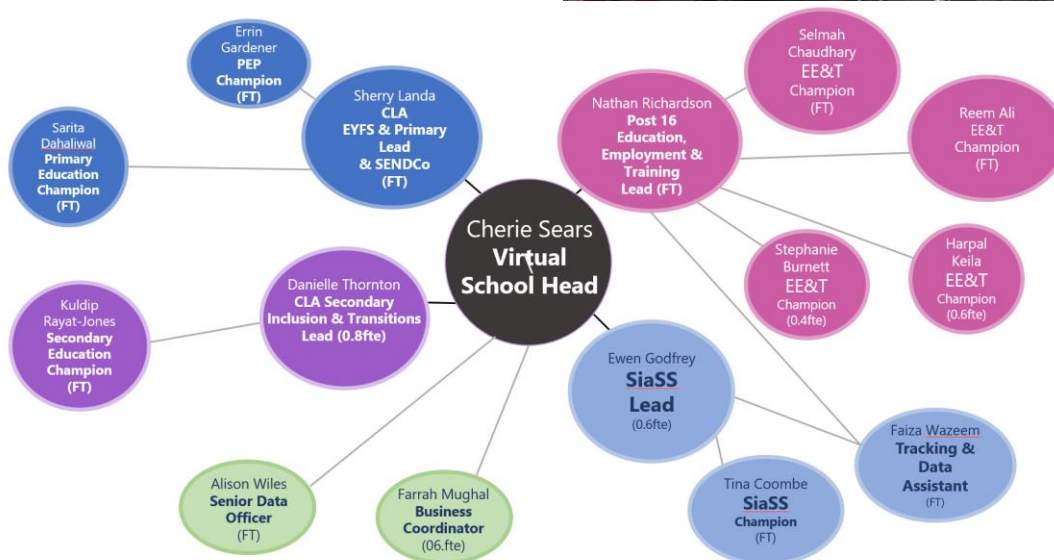 Errin
Gardener
PEP
Champion
(FT)
Sherry Landa
CLA
EYFS & Primary
Lead
& SENDCo
(FT)
Sarita
Dahaliwal
Primary
Education
Champion
(FT)
Nathan Richardson
Post 16
Education,
Employment &
Training
Lead (FT)
Selmah
Chaudhary
EE&T
Champion
(FT)
Reem Ali
EE&T
Champion
(FT)
Cherie Sears
Virtual
School Head
Stephanie
Burnett
EE&T
Champion
(0.4fte)
Harpal
Keila
EE&T
Champion
(0.6fte)
Danielle Thornton
CLA Secondary
Inclusion & Transitions
Lead (0.8fte)
Kuldip
Rayat-Jones
Secondary
Education
Champion
(FT)
Ewen Godfrey
SiaSS
Lead
(0.6fte)
Faiza Wazeem
Tracking &
Data
Assistant
(FT)
Alison Wiles
Senior Data
Officer
(FT)
Farrah Mughal
Business
Coordinator
(06.fte)
Tina Coombe
SiaSS
Champion
(FT)